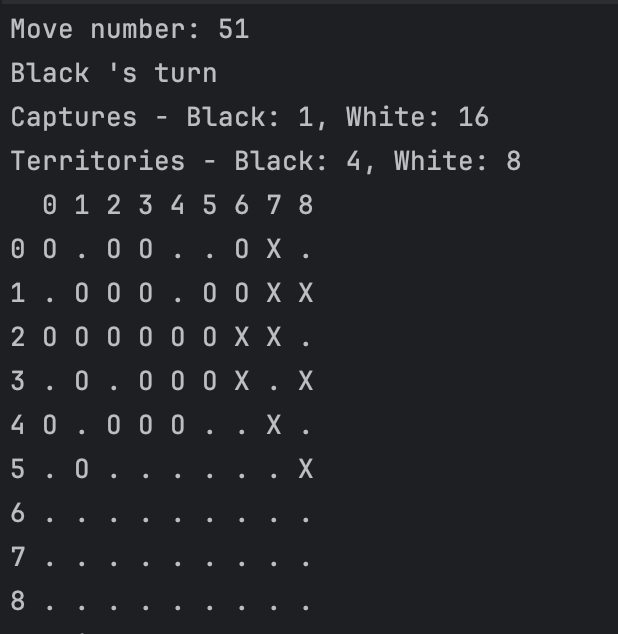 Move number: 51
Black 's turn
Captures - Black: 1, White: 16
Territories - Black: 4, White: 8
  0 1 2 3 4 5 6 7 8
0 O . O O . . O X .
1 . O O O . O O X X
2 O O O O O O X X .
3 . O . O O O X . X
4 O . O O O . . X .
5 . O . . . . . . X
6 . . . . . . . . .
7 . . . . . . . . .
8 . . . . . . . . .